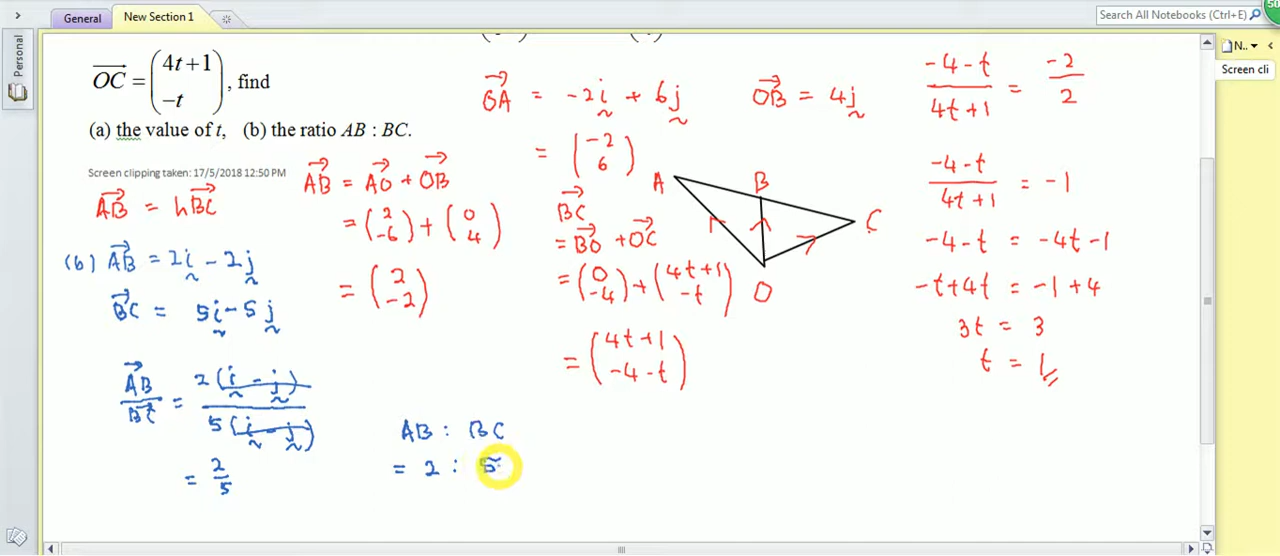 General
New Section 1
Search All Notebooks (Ctrl+E)
50
Personal
N..
Screen cli
OC = (4t+1 / -t), find
(a) the value of t, (b) the ratio AB : BC.
Screen clipping taken: 17/5/2018 12:50 PM
AB = hBC
(b) AB = 2i - 2j
BC = 5i - 5j
AB/BC = 2(i - j)/5(i - j)
= 2/5
AB = AO + OB
= (2 / -6) + (0 / 4)
= (2 / -2)
OA = -2i + 6j
= (-2 / 6)
OB = 4j
BC
= BO + OC
= (0 / -4) + (4t+1 / -t)
= (4t+1 / -4-t)
A
B
C
O
AB : BC
= 2 : 5
(-4-t)/(4t+1) = -2/2
(-4-t)/(4t+1) = -1
-4-t = -4t-1
-t+4t = -1+4
3t = 3
t = 1